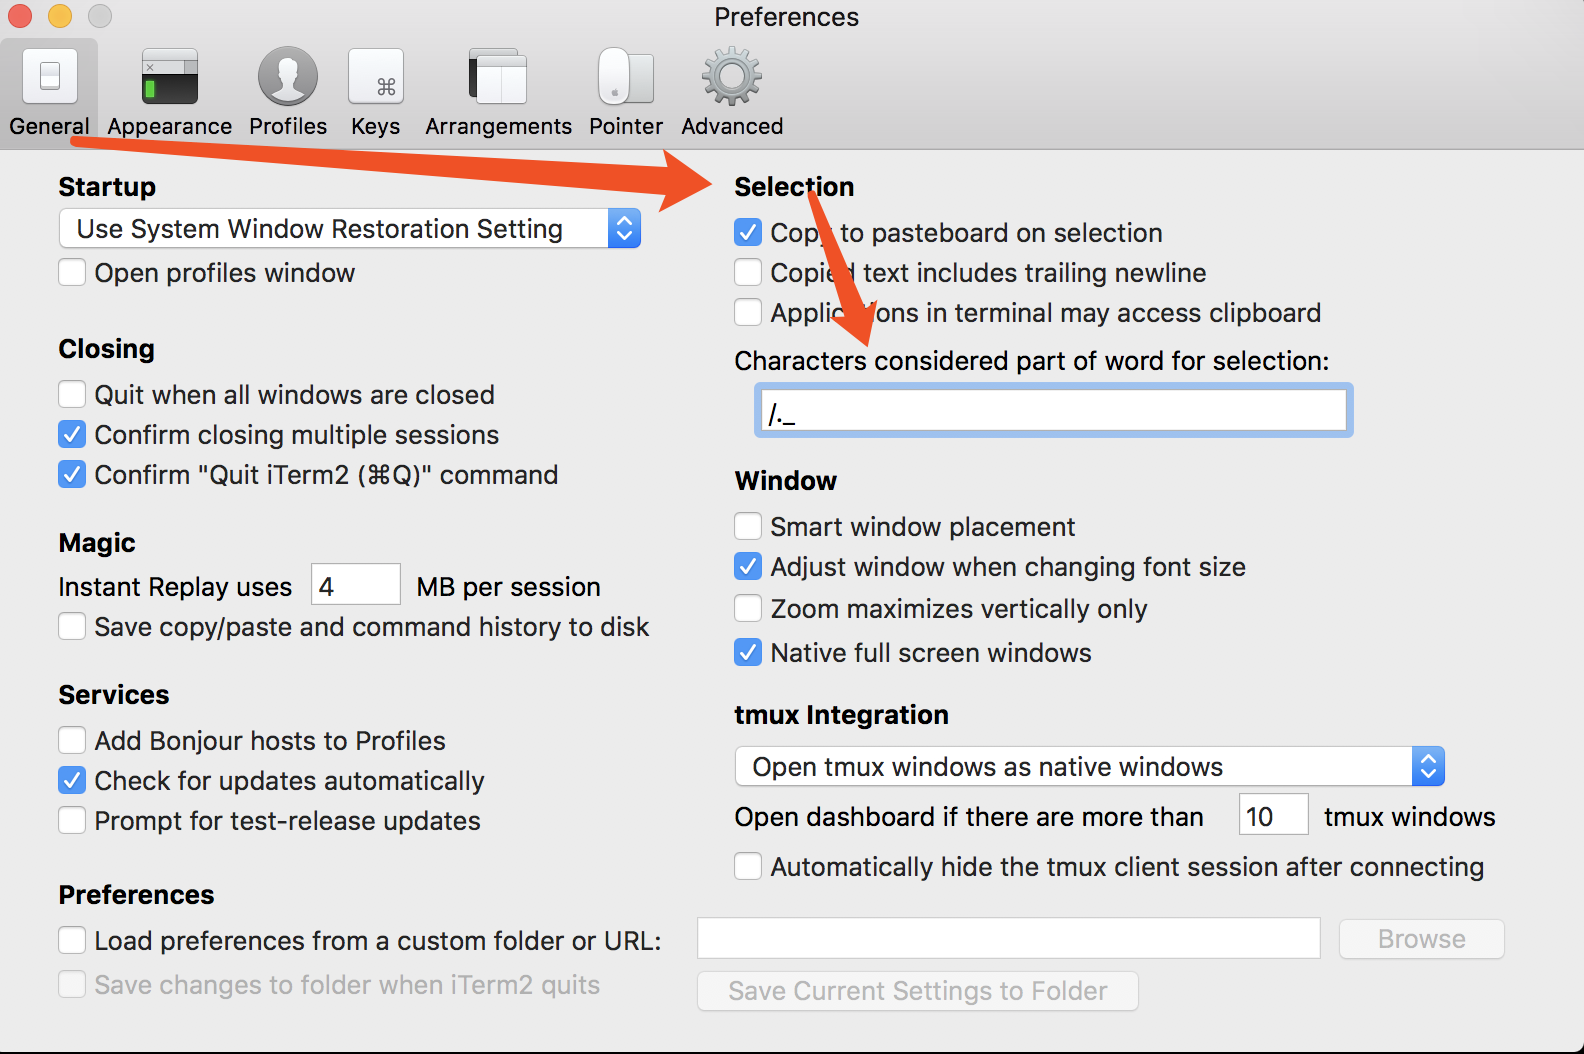 Preferences
General Appearance Profiles Keys Arrangements Pointer Advanced
Startup
Use System Window Restoration Setting
Open profiles window
Closing
Quit when all windows are closed
Confirm closing multiple sessions
Confirm "Quit iTerm2 (⌘Q)" command
Magic
Instant Replay uses 4 MB per session
Save copy/paste and command history to disk
Services
Add Bonjour hosts to Profiles
Check for updates automatically
Prompt for test-release updates
Selection
Copy to pasteboard on selection
Copied text includes trailing newline
Applications in terminal may access clipboard
Characters considered part of word for selection:
/._
Window
Smart window placement
Adjust window when changing font size
Zoom maximizes vertically only
Native full screen windows
tmux Integration
Open tmux windows as native windows
Open dashboard if there are more than 10 tmux windows
Automatically hide the tmux client session after connecting
Preferences
Load preferences from a custom folder or URL: Browse
Save changes to folder when iTerm2 quits Save Current Settings to Folder